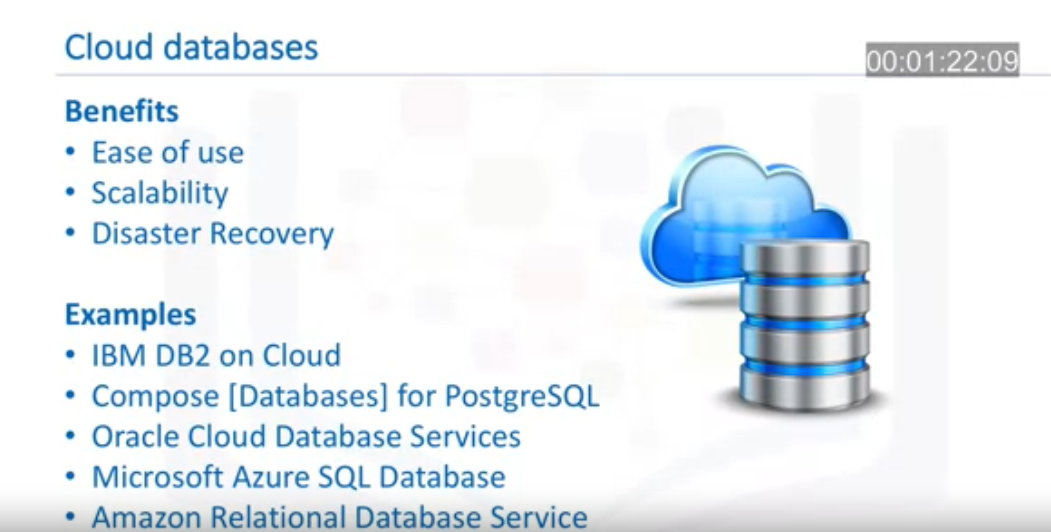 Cloud databases
00:01:22:09
Benefits
• Ease of use
• Scalability
• Disaster Recovery
Examples
• IBM DB2 on Cloud
• Compose [Databases] for PostgreSQL
• Oracle Cloud Database Services
• Microsoft Azure SQL Database
• Amazon Relational Database Service